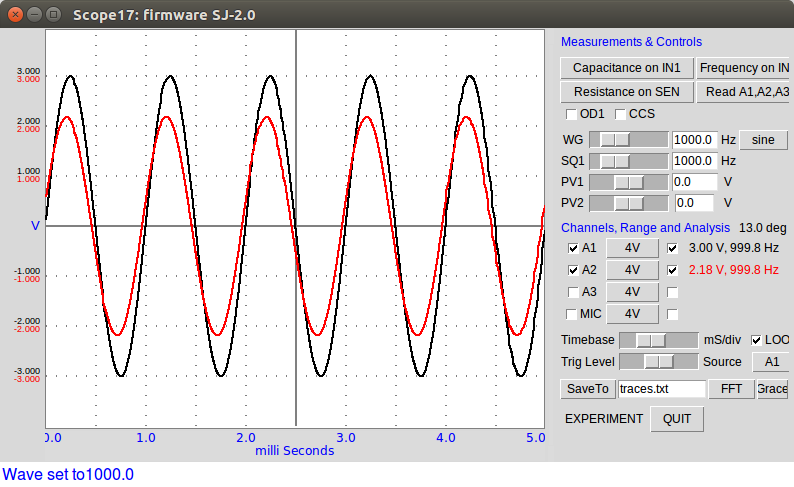 Scope17: firmware SJ-2.0
3.000
3.000
2.000
2.000
1.000
1.000
V
-1.000
-1.000
-2.000
-2.000
-3.000
-3.000
0.0 1.0 2.0 3.0 4.0 5.0
milli Seconds
Measurements & Controls
Capacitance on IN1 Frequency on IN
Resistance on SEN Read A1,A2,A3
OD1 CCS
WG 1000.0 Hz sine
SQ1 1000.0 Hz
PV1 0.0 V
PV2 0.0 V
Channels, Range and Analysis 13.0 deg
A1 4V 3.00 V, 999.8 Hz
A2 4V 2.18 V, 999.8 Hz
A3 4V
MIC 4V
Timebase mS/div LOO
Trig Level Source A1
SaveTo traces.txt FFT Grace
EXPERIMENT QUIT
Wave set to1000.0